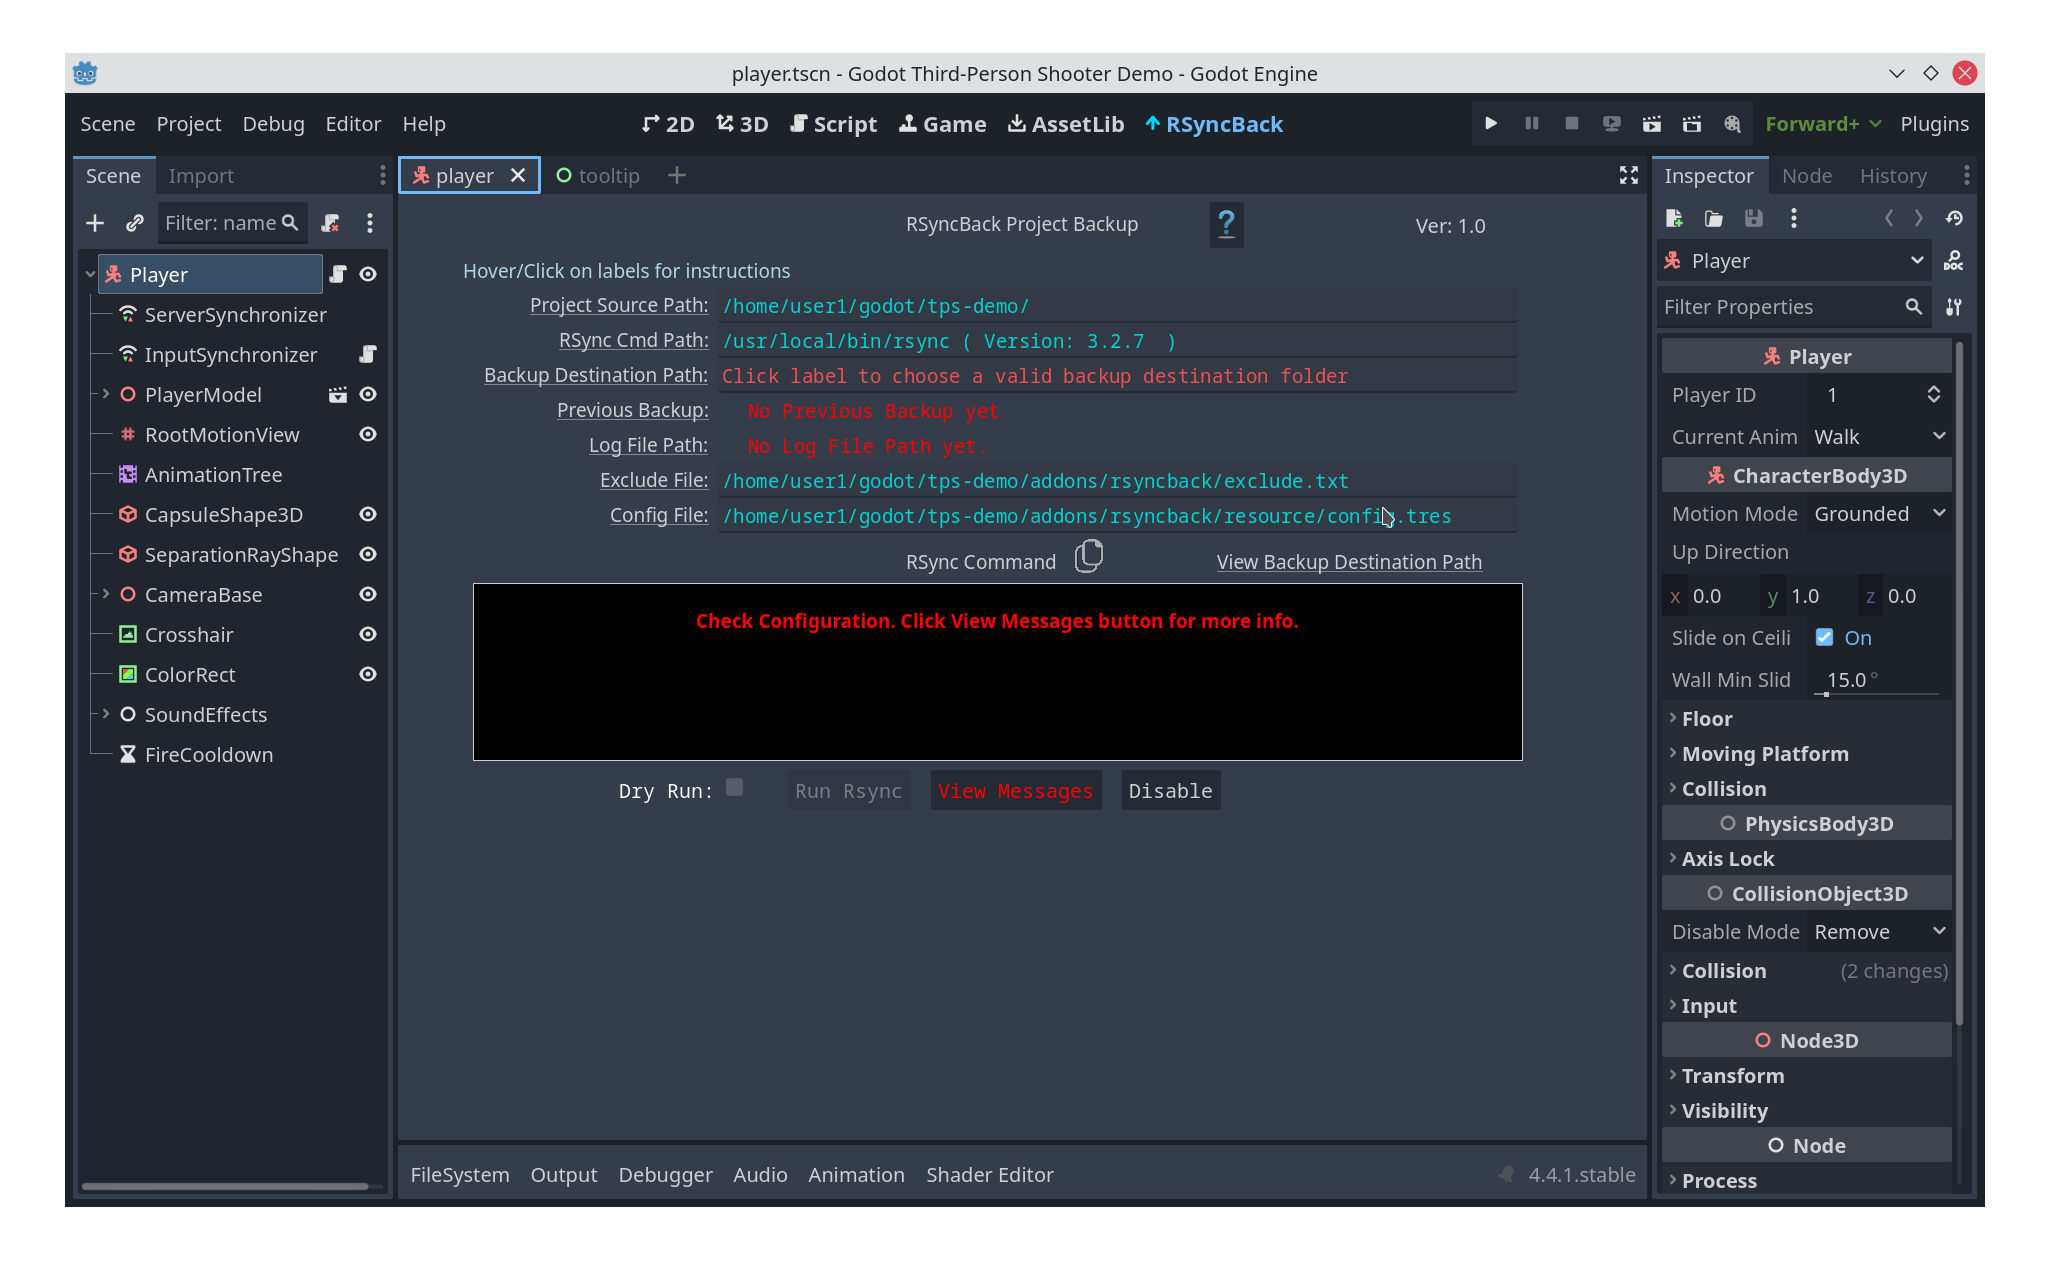 player.tscn - Godot Third-Person Shooter Demo - Godot Engine
Scene Project Debug Editor Help 2D 3D Script Game AssetLib RSyncBack Forward+ Plugins
Scene Import
Filter: name
Player
ServerSynchronizer
InputSynchronizer
PlayerModel
RootMotionView
AnimationTree
CapsuleShape3D
SeparationRayShape
CameraBase
Crosshair
ColorRect
SoundEffects
FireCooldown
player tooltip
RSyncBack Project Backup ? Ver: 1.0
Hover/Click on labels for instructions
Project Source Path: /home/user1/godot/tps-demo/
RSync Cmd Path: /usr/local/bin/rsync ( Version: 3.2.7 )
Backup Destination Path: Click label to choose a valid backup destination folder
Previous Backup: No Previous Backup yet
Log File Path: No Log File Path yet.
Exclude File: /home/user1/godot/tps-demo/addons/rsyncback/exclude.txt
Config File: /home/user1/godot/tps-demo/addons/rsyncback/resource/config.tres
RSync Command View Backup Destination Path
Check Configuration. Click View Messages button for more info.
Dry Run: Run Rsync View Messages Disable
FileSystem Output Debugger Audio Animation Shader Editor 4.4.1.stable
Inspector Node History
Player DOC
Filter Properties
Player
Player ID 1
Current Anim Walk
CharacterBody3D
Motion Mode Grounded
Up Direction
x 0.0 y 1.0 z 0.0
Slide on Ceili On
Wall Min Slid 15.0 °
Floor
Moving Platform
Collision
PhysicsBody3D
Axis Lock
CollisionObject3D
Disable Mode Remove
Collision (2 changes)
Input
Node3D
Transform
Visibility
Node
Process